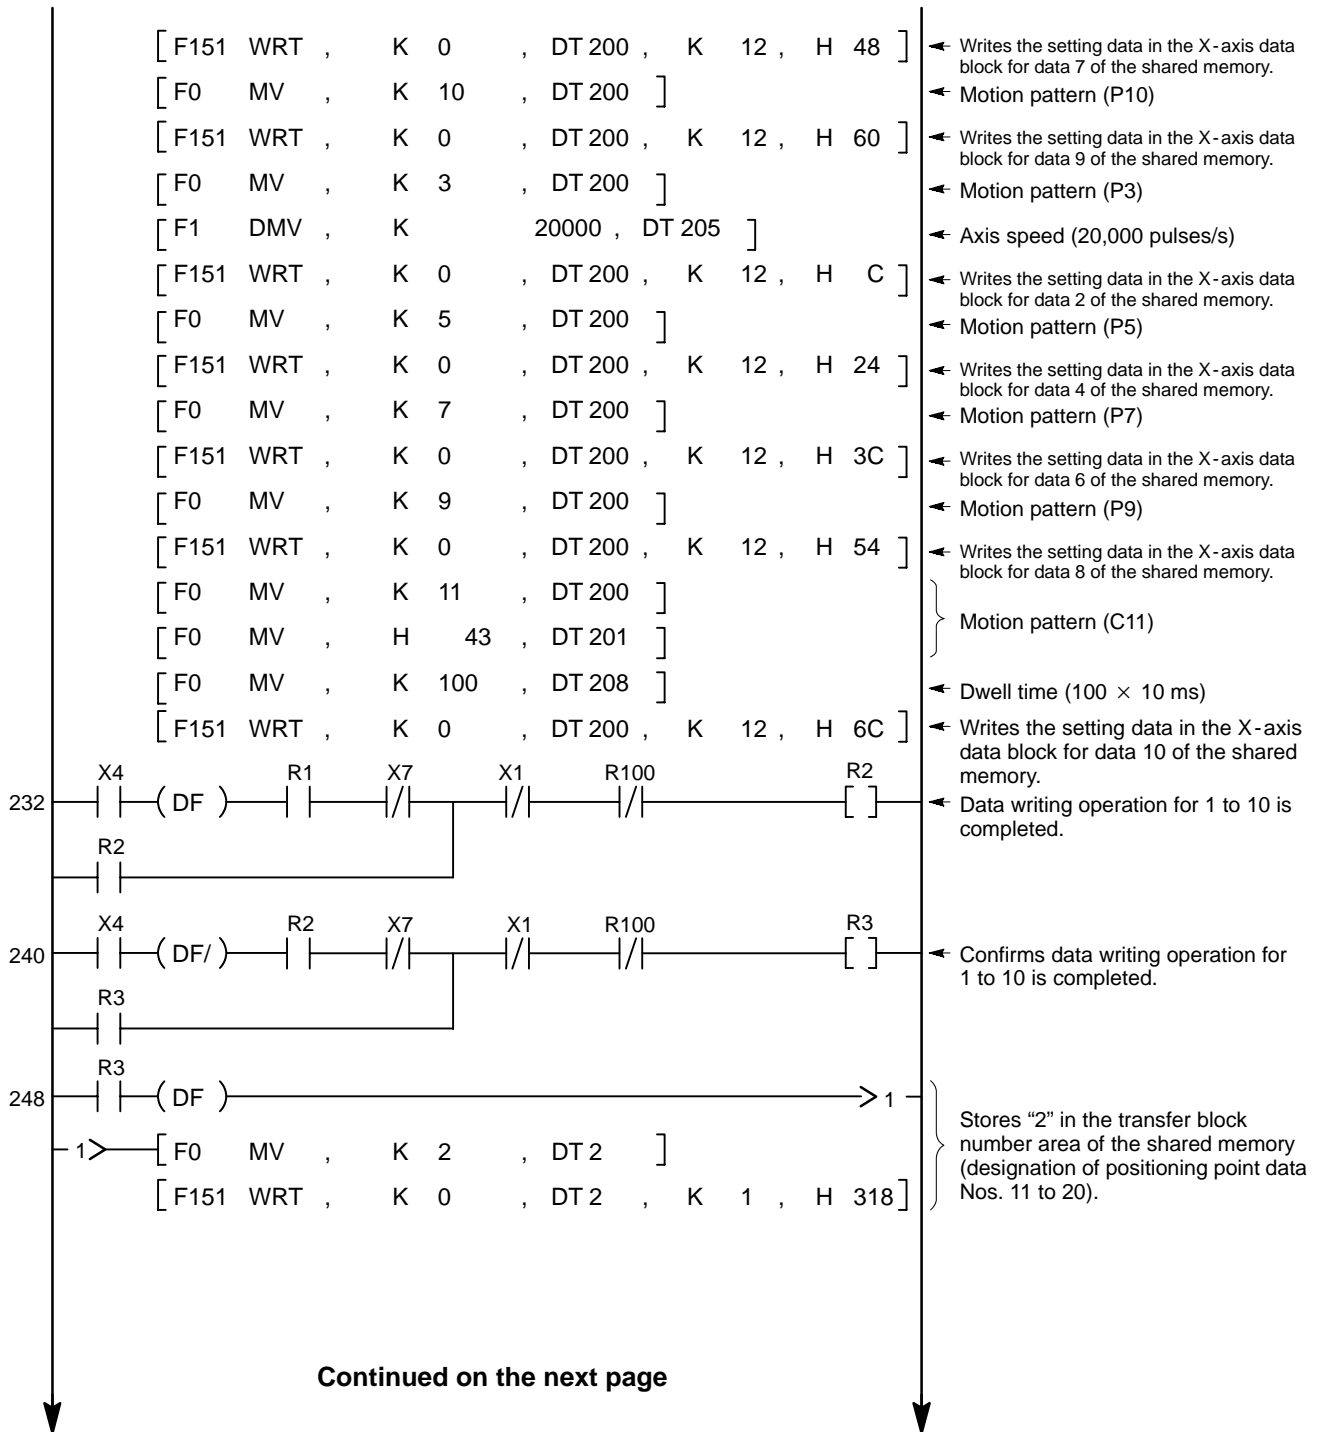 [ F151 WRT , K 0 , DT 200 , K 12 , H 48 ] Writes the setting data in the X-axis data
block for data 7 of the shared memory.
[ F0 MV , K 10 , DT 200 ] Motion pattern (P10)
[ F151 WRT , K 0 , DT 200 , K 12 , H 60 ] Writes the setting data in the X-axis data
block for data 9 of the shared memory.
[ F0 MV , K 3 , DT 200 ] Motion pattern (P3)
[ F1 DMV , K 20000 , DT 205 ] Axis speed (20,000 pulses/s)
[ F151 WRT , K 0 , DT 200 , K 12 , H C ] Writes the setting data in the X-axis data
block for data 2 of the shared memory.
[ F0 MV , K 5 , DT 200 ] Motion pattern (P5)
[ F151 WRT , K 0 , DT 200 , K 12 , H 24 ] Writes the setting data in the X-axis data
block for data 4 of the shared memory.
[ F0 MV , K 7 , DT 200 ] Motion pattern (P7)
[ F151 WRT , K 0 , DT 200 , K 12 , H 3C ] Writes the setting data in the X-axis data
block for data 6 of the shared memory.
[ F0 MV , K 9 , DT 200 ] Motion pattern (P9)
[ F151 WRT , K 0 , DT 200 , K 12 , H 54 ] Writes the setting data in the X-axis data
block for data 8 of the shared memory.
[ F0 MV , K 11 , DT 200 ]
Motion pattern (C11)
[ F0 MV , H 43 , DT 201 ]
[ F0 MV , K 100 , DT 208 ] Dwell time (100 × 10 ms)
[ F151 WRT , K 0 , DT 200 , K 12 , H 6C ] Writes the setting data in the X-axis
data block for data 10 of the shared
memory.
X4 R1 X7 X1 R100 R2
232 (DF ) Data writing operation for 1 to 10 is
completed.
R2
X4 R2 X7 X1 R100 R3
240 (DF/ ) Confirms data writing operation for
1 to 10 is completed.
R3
R3
248 (DF ) > 1
Stores “2” in the transfer block
number area of the shared memory
(designation of positioning point data
Nos. 11 to 20).
1 > [ F0 MV , K 2 , DT 2 ]
[ F151 WRT , K 0 , DT 2 , K 1 , H 318 ]
Continued on the next page